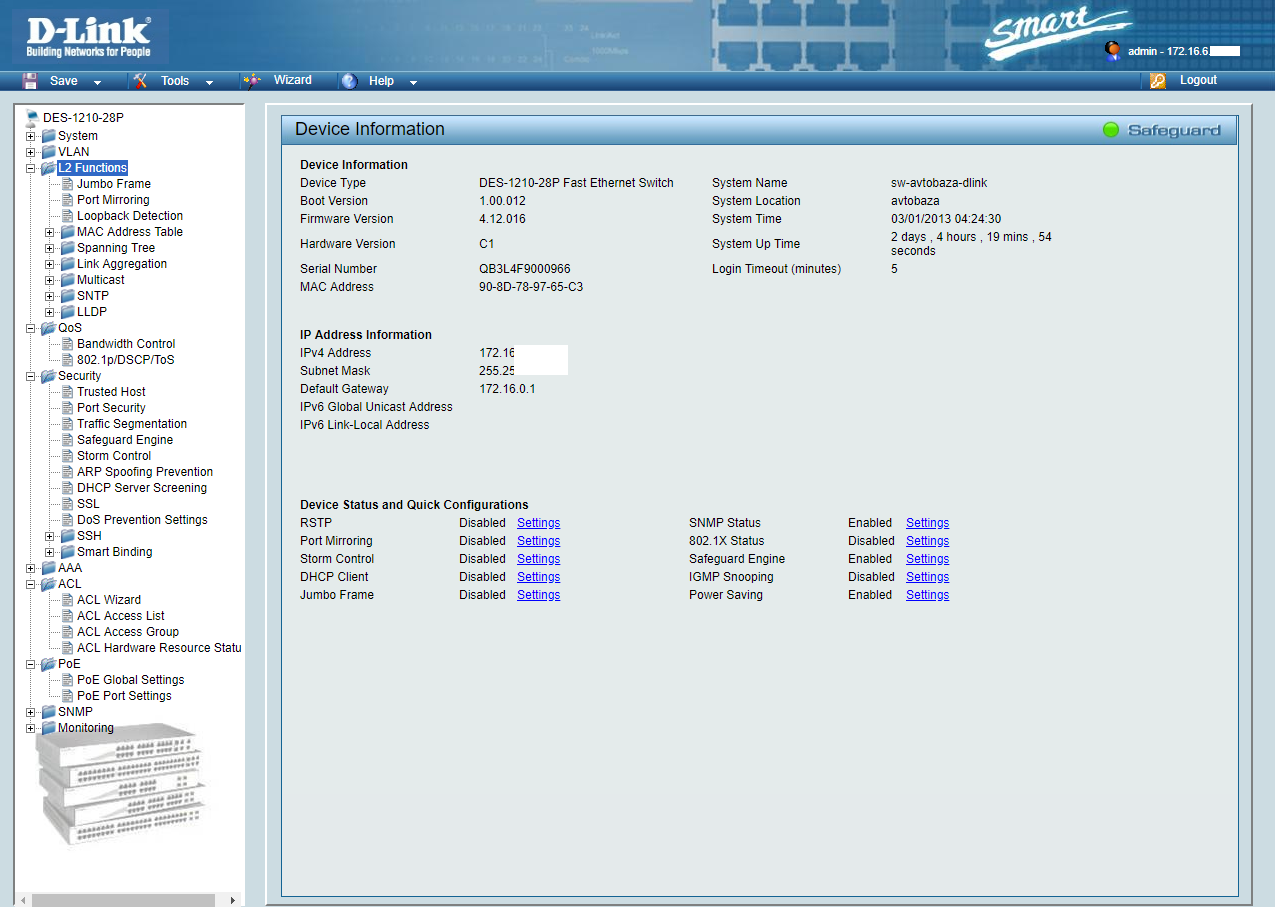 D-Link
Building Networks for People
smart
admin - 172.16.6.
Save
Tools
Wizard
Help
Logout
DES-1210-28P
System
VLAN
L2 Functions
Jumbo Frame
Port Mirroring
Loopback Detection
MAC Address Table
Spanning Tree
Link Aggregation
Multicast
SNTP
LLDP
QoS
Bandwidth Control
802.1p/DSCP/ToS
Security
Trusted Host
Port Security
Traffic Segmentation
Safeguard Engine
Storm Control
ARP Spoofing Prevention
DHCP Server Screening
SSL
DoS Prevention Settings
SSH
Smart Binding
AAA
ACL
ACL Wizard
ACL Access List
ACL Access Group
ACL Hardware Resource Statu
PoE
PoE Global Settings
PoE Port Settings
SNMP
Monitoring
Device Information
Safeguard
Device Information
Device Type DES-1210-28P Fast Ethernet Switch System Name sw-avtobaza-dlink
Boot Version 1.00.012 System Location avtobaza
Firmware Version 4.12.016 System Time 03/01/2013 04:24:30
Hardware Version C1 System Up Time 2 days , 4 hours , 19 mins , 54
seconds
Serial Number QB3L4F9000966 Login Timeout (minutes) 5
MAC Address 90-8D-78-97-65-C3
IP Address Information
IPv4 Address 172.16
Subnet Mask 255.25
Default Gateway 172.16.0.1
IPv6 Global Unicast Address
IPv6 Link-Local Address
Device Status and Quick Configurations
RSTP Disabled Settings SNMP Status Enabled Settings
Port Mirroring Disabled Settings 802.1X Status Disabled Settings
Storm Control Disabled Settings Safeguard Engine Enabled Settings
DHCP Client Disabled Settings IGMP Snooping Disabled Settings
Jumbo Frame Disabled Settings Power Saving Enabled Settings